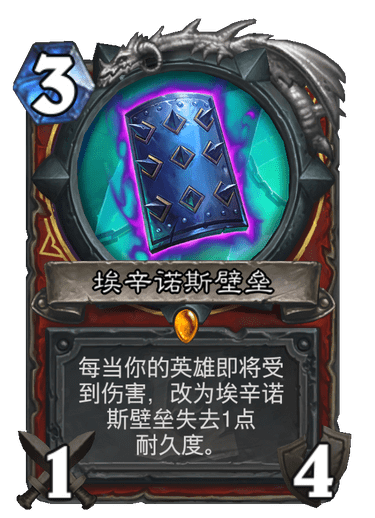 3
埃辛诺斯壁垒
每当你的英雄即将受
到伤害，改为埃辛诺
斯壁垒失去1点
耐久度。
1
4